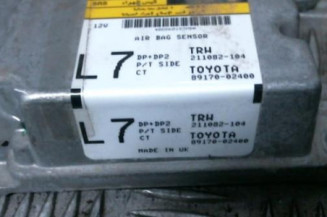 SRS
12V
AIR BAG SENSOR
L7 DP+DP2 TRW
P/T SIDE 211082-104
CT TOYOTA
89170-02400
L7 DP+DP2 TRW
P/T SIDE 211082-104
CT TOYOTA
89170-02400
MADE IN UK